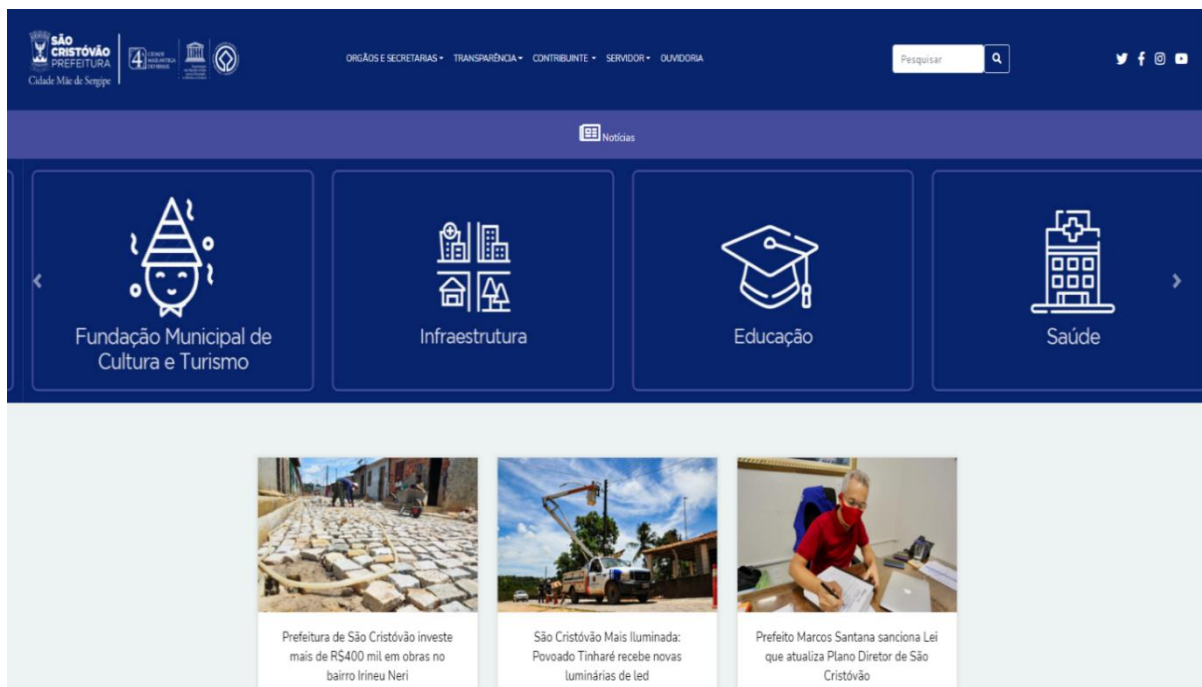 SÃO
CRISTÓVÃO
PREFEITURA
Cidade Mãe de Sergipe
4ª
ORGÃOS E SECRETARIAS
TRANSPARÊNCIA
CONTRIBUINTE
SERVIDOR
OUVIDORIA
Pesquisar
Notícias
Fundação Municipal de
Cultura e Turismo
Infraestrutura
Educação
Saúde
Prefeitura de São Cristóvão investe
mais de R$400 mil em obras no
bairro Irineu Neri
São Cristóvão Mais Iluminada:
Povoado Tinharé recebe novas
luminárias de led
Prefeito Marcos Santana sanciona Lei
que atualiza Plano Diretor de São
Cristóvão